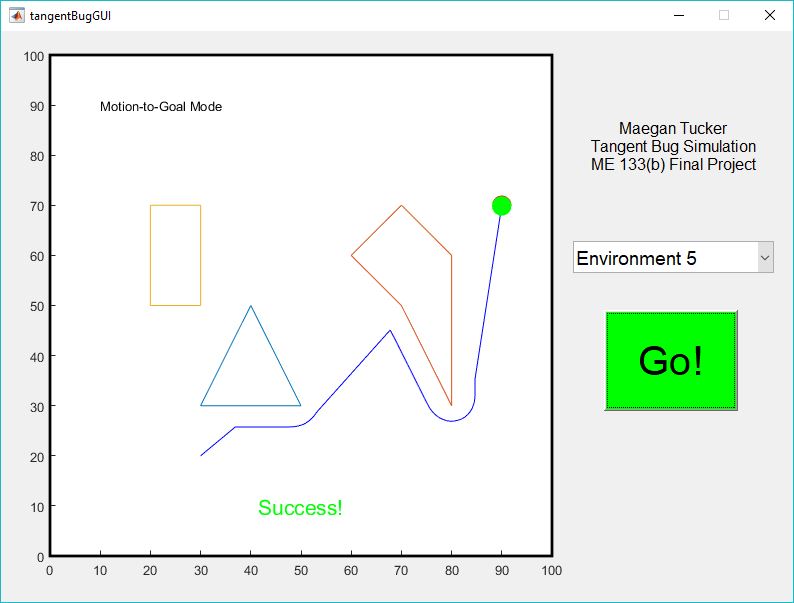 tangentBugGUI
100
90
80
70
60
50
40
30
20
10
0
0 10 20 30 40 50 60 70 80 90 100
Motion-to-Goal Mode
Success!
Maegan Tucker
Tangent Bug Simulation
ME 133(b) Final Project
Environment 5
Go!